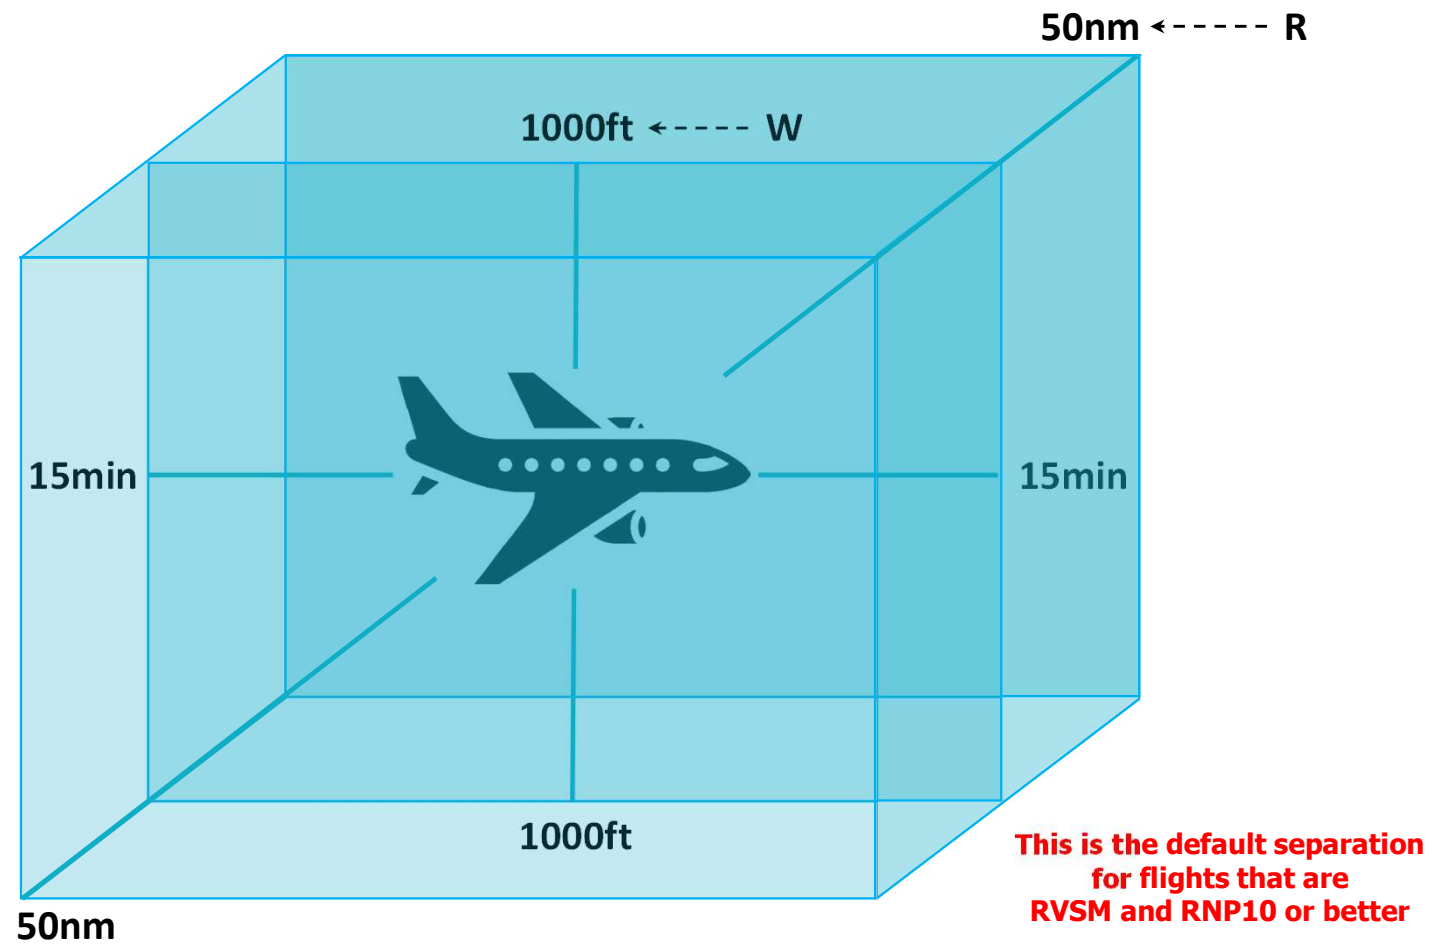 50nm R
1000ft W
15min 15min
1000ft
This is the default separation
for flights that are
RVSM and RNP10 or better
50nm